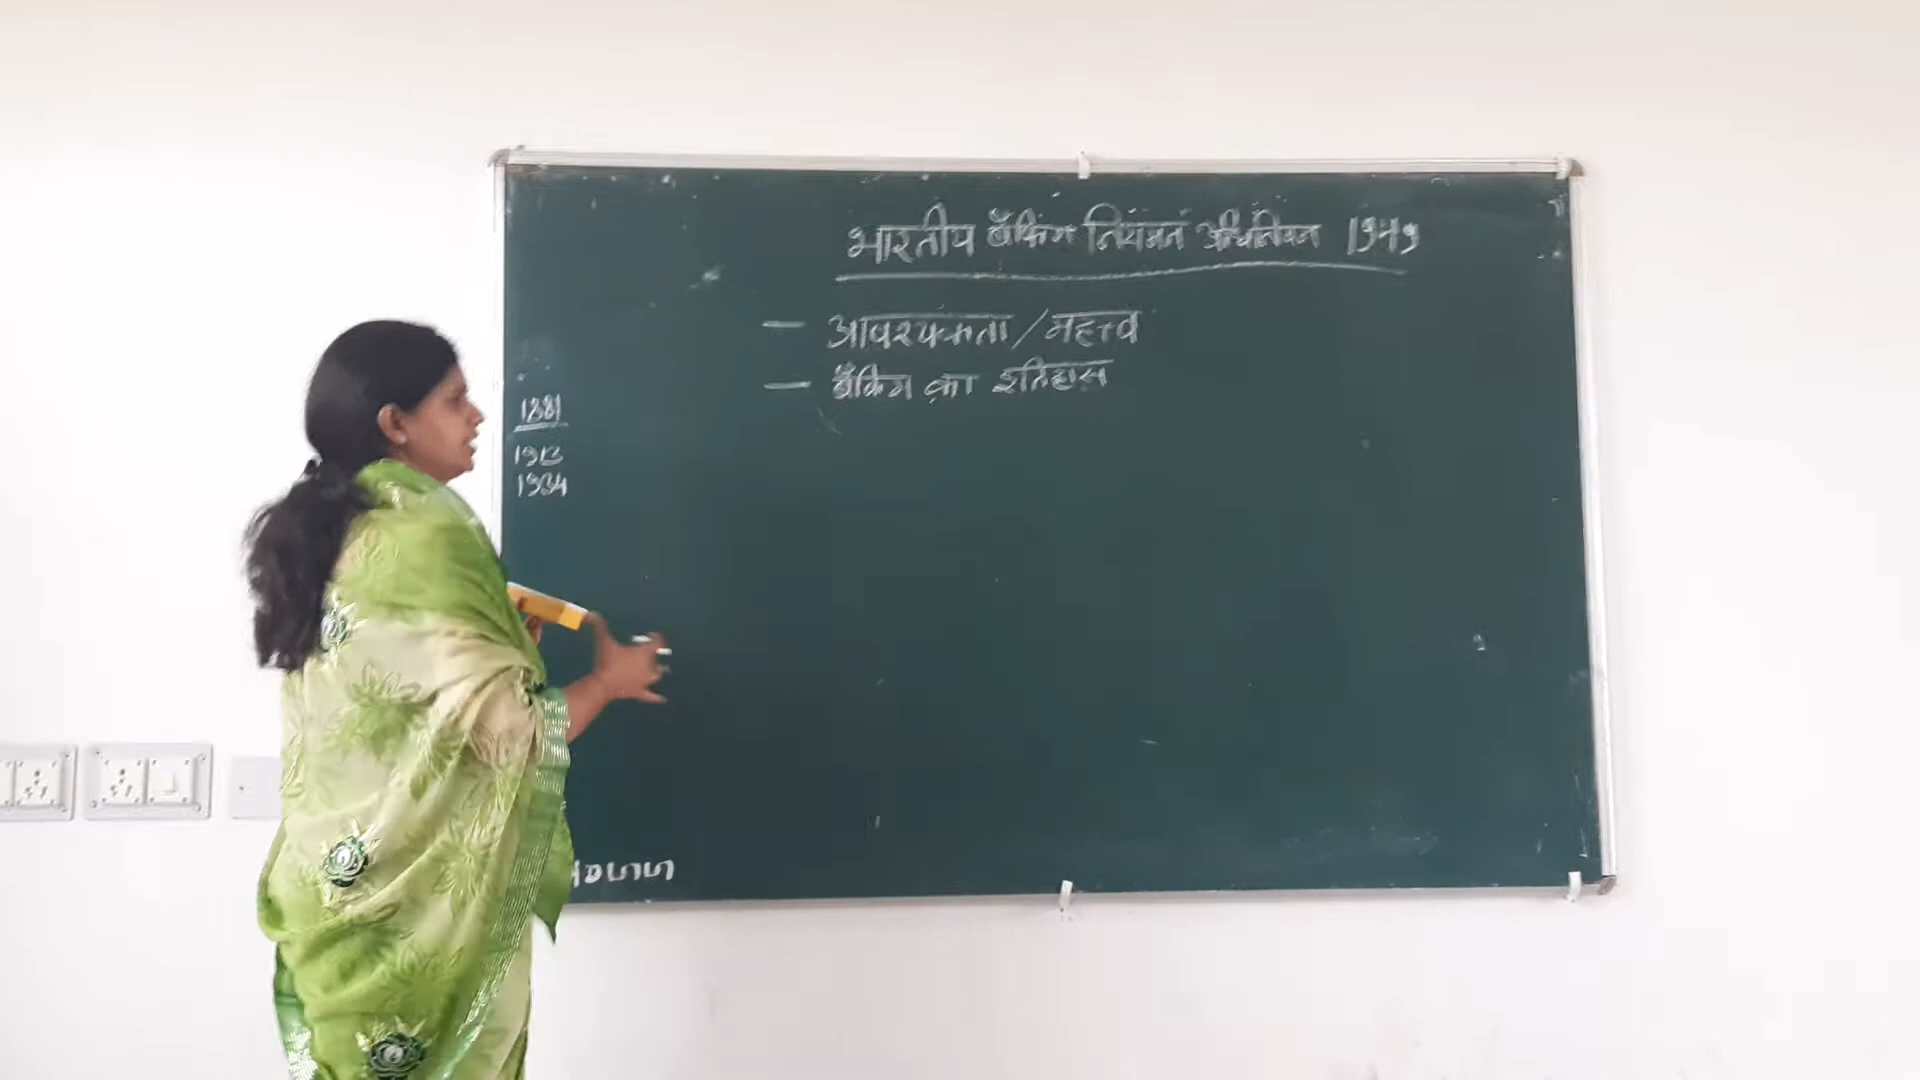 भारतीय बैंकिंग नियंत्रण अधिनियम 1949
– आवश्यकता/महत्त्व
– बैंकिंग का इतिहास
1881
1913
1934